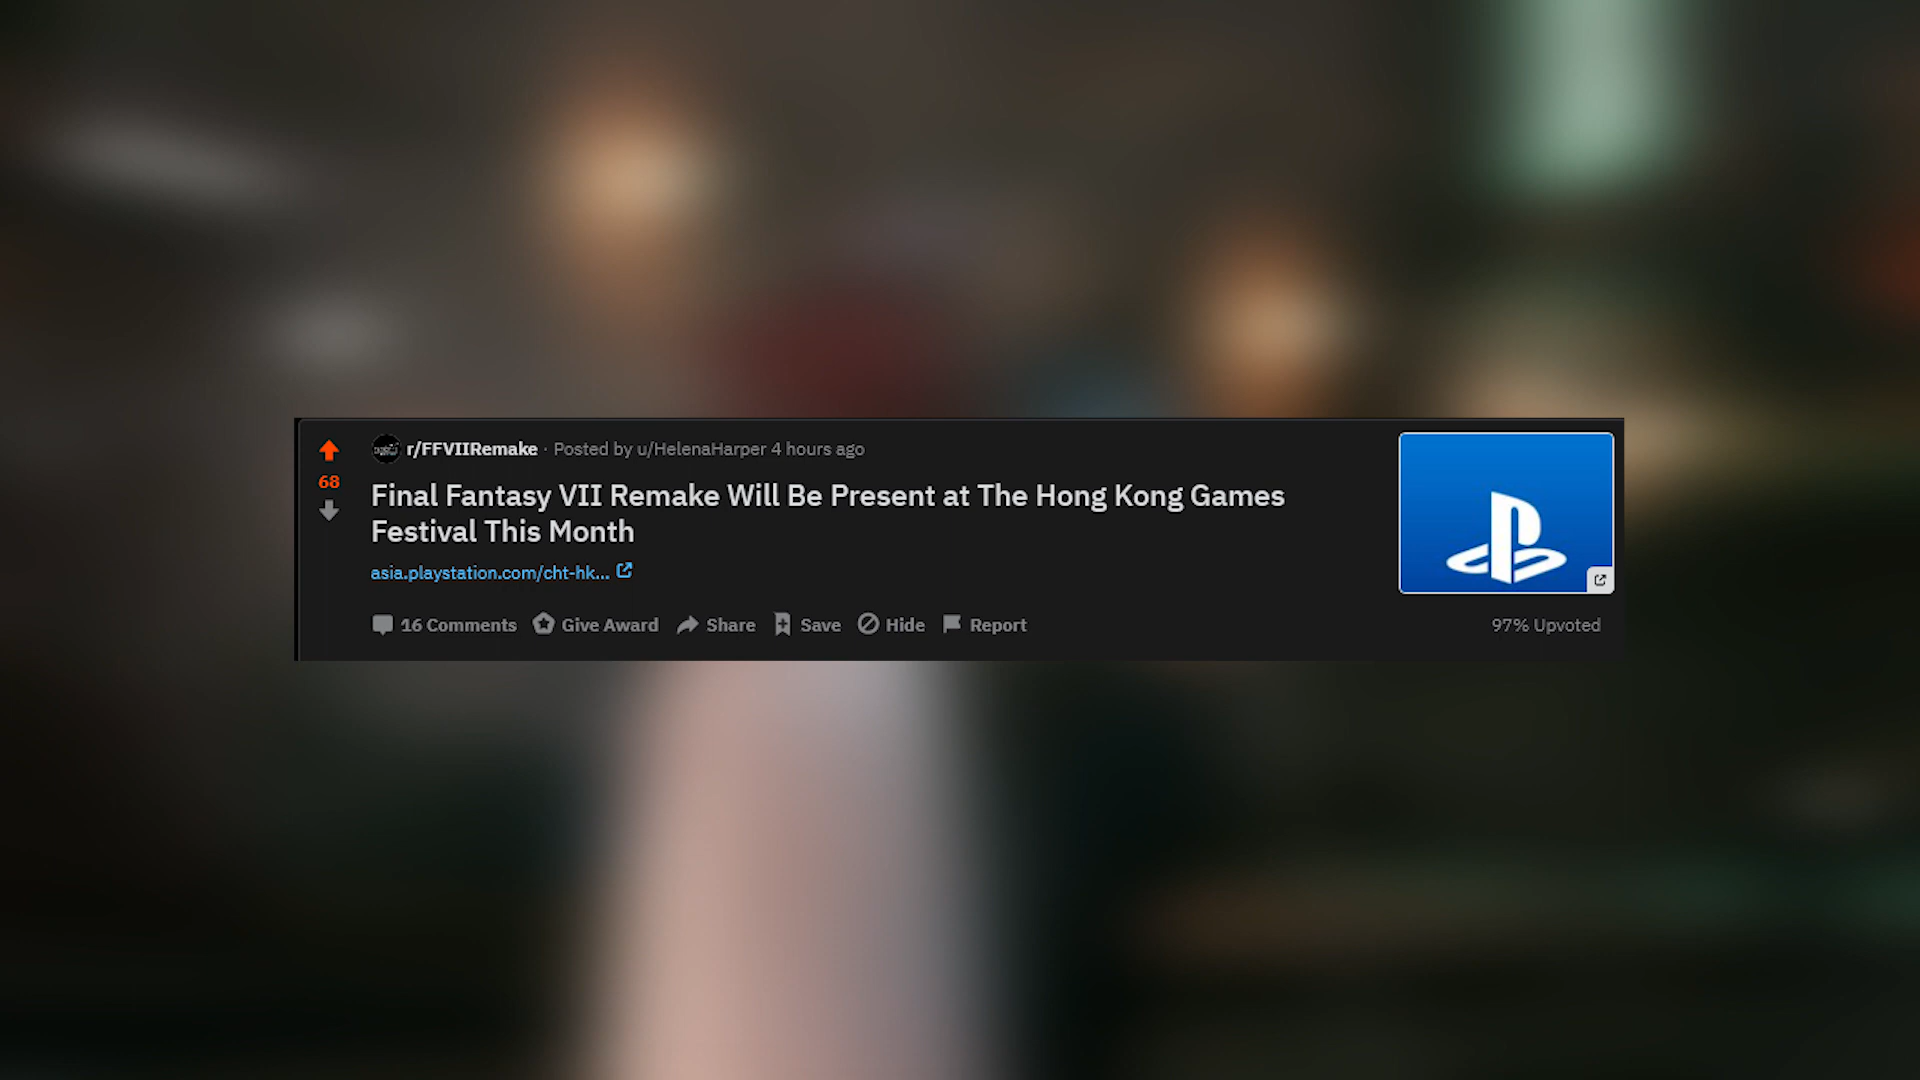 r/FFVIIRemake · Posted by u/HelenaHarper 4 hours ago
68
Final Fantasy VII Remake Will Be Present at The Hong Kong Games
Festival This Month
asia.playstation.com/cht-hk...
16 Comments Give Award Share Save Hide Report
97% Upvoted